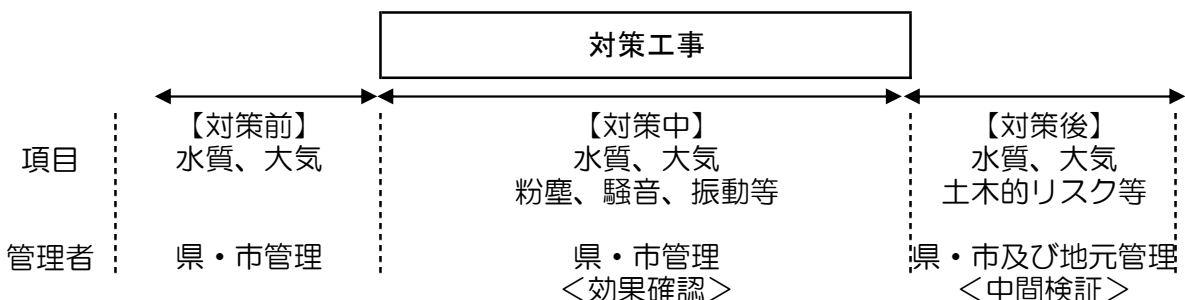 対策工事
【対策前】 【対策中】 【対策後】
項目 水質、大気 水質、大気 水質、大気
粉塵、騒音、振動等 土木的リスク等
管理者 県・市管理 県・市管理 県・市及び地元管理
＜効果確認＞ ＜中間検証＞